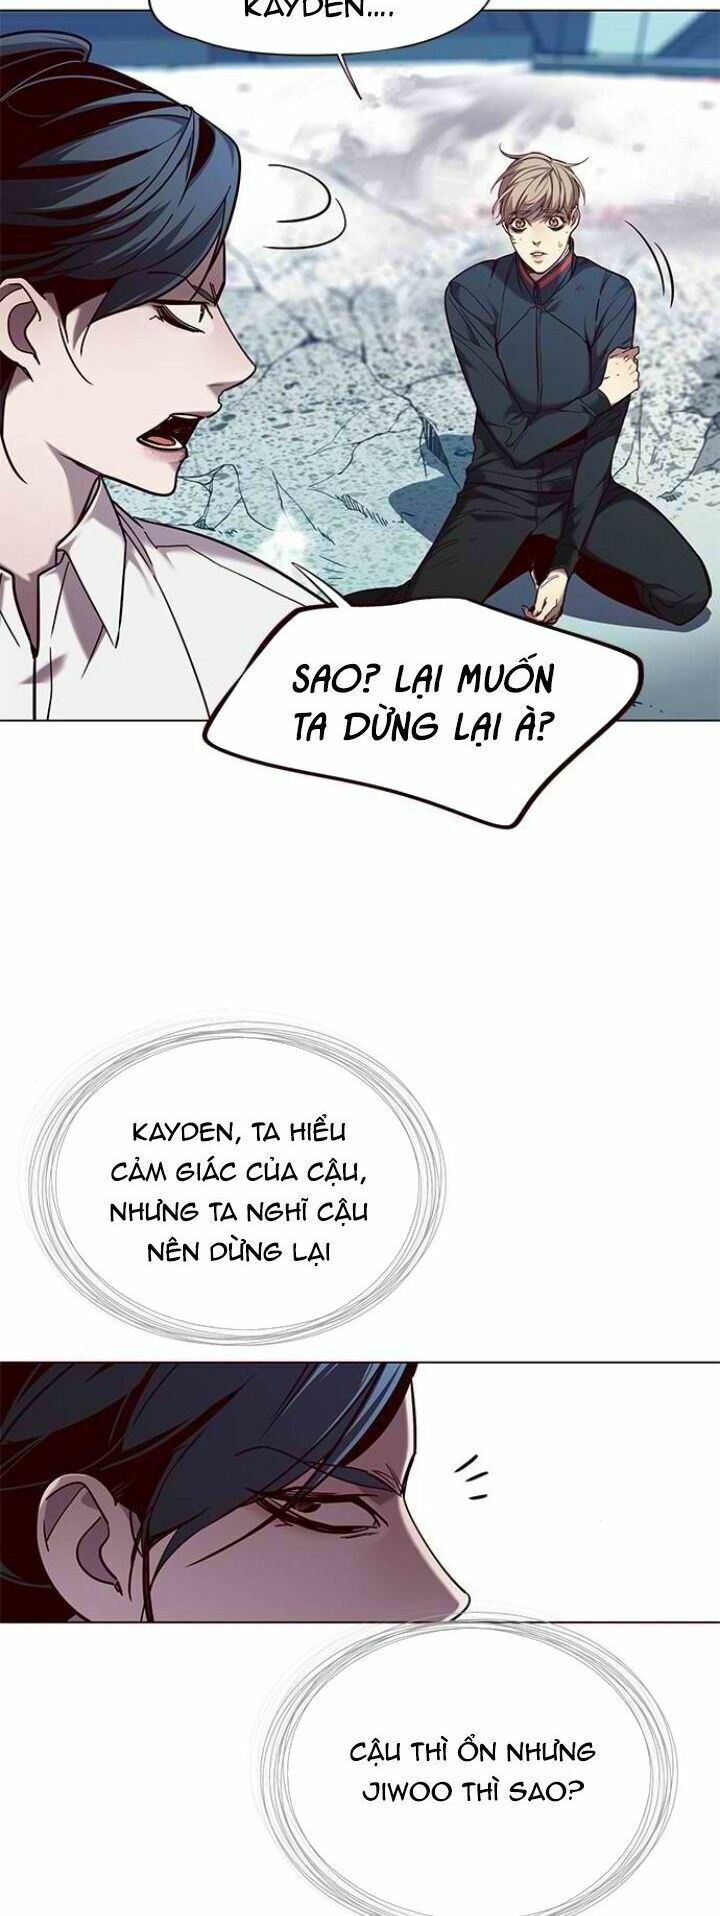 KAYDEN....
SAO? LẠI MUỐN
TA DỪNG LẠI À?
KAYDEN, TA HIỂU
CẢM GIÁC CỦA CẬU,
NHƯNG TA NGHĨ CẬU
NÊN DỪNG LẠI
CẬU THÌ ỔN NHƯNG
JIWOO THÌ SAO?